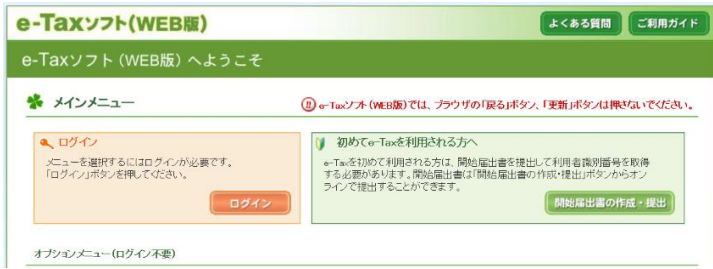 e-Taxソフト(WEB版)
よくある質問
ご利用ガイド
e-Taxソフト（WEB版）へようこそ
メインメニュー
!! e-Taxソフト（WEB版）では、ブラウザの「戻る」ボタン、「更新」ボタンは押さないでください。
ログイン
メニューを選択するにはログインが必要です。
「ログイン」ボタンを押してください。
ログイン
初めてe-Taxを利用される方へ
e-Taxを初めて利用される方は、開始届出書を提出して利用者識別番号を取得
する必要があります。開始届出書は「開始届出書の作成・提出」ボタンからオン
ラインで提出することができます。
開始届出書の作成・提出
オプションメニュー（ログイン不要）